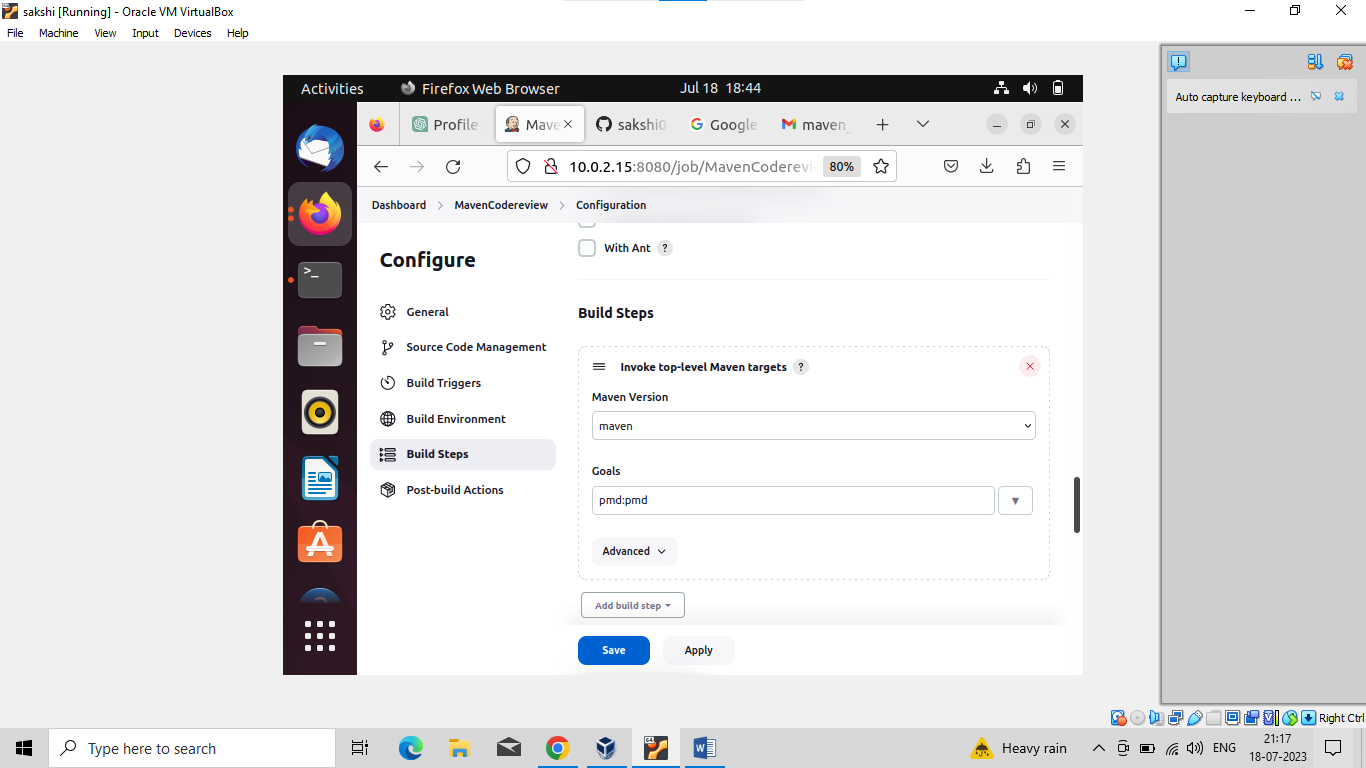 sakshi [Running] - Oracle VM VirtualBox
File Machine View Input Devices Help
Activities Firefox Web Browser Jul 18 18:44
Profile Mave sakshi0 Google maven_
10.0.2.15:8080/job/MavenCoderevi 80%
Dashboard MavenCodereview Configuration
Configure
General
Source Code Management
Build Triggers
Build Environment
Build Steps
Post-build Actions
With Ant ?
Build Steps
Invoke top-level Maven targets ?
Maven Version
maven
Goals
pmd:pmd
Advanced
Add build step
Save Apply
Auto capture keyboard ...
Right Ctrl
Type here to search
Heavy rain
ENG
21:17
18-07-2023